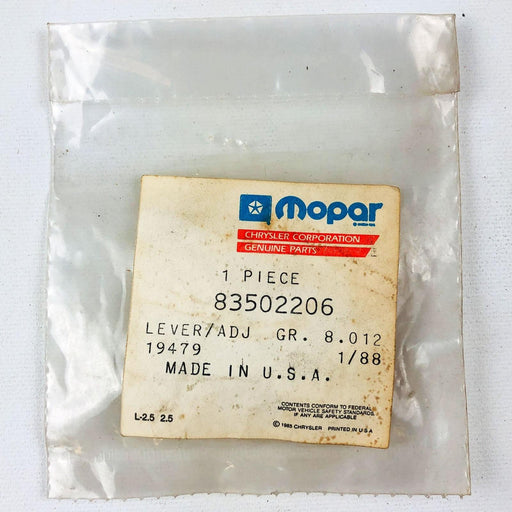 mopar
CHRYSLER CORPORATION
GENUINE PARTS
1 PIECE
83502206
LEVER/ADJ GR. 8.012
19479 1/88
MADE IN U.S.A.
CONTENTS CONFORM TO FEDERAL
MOTOR VEHICLE SAFETY STANDARDS
IF ANY ARE APPLICABLE
L-2.5 2.5
© 1985 CHRYSLER PRINTED IN U S A